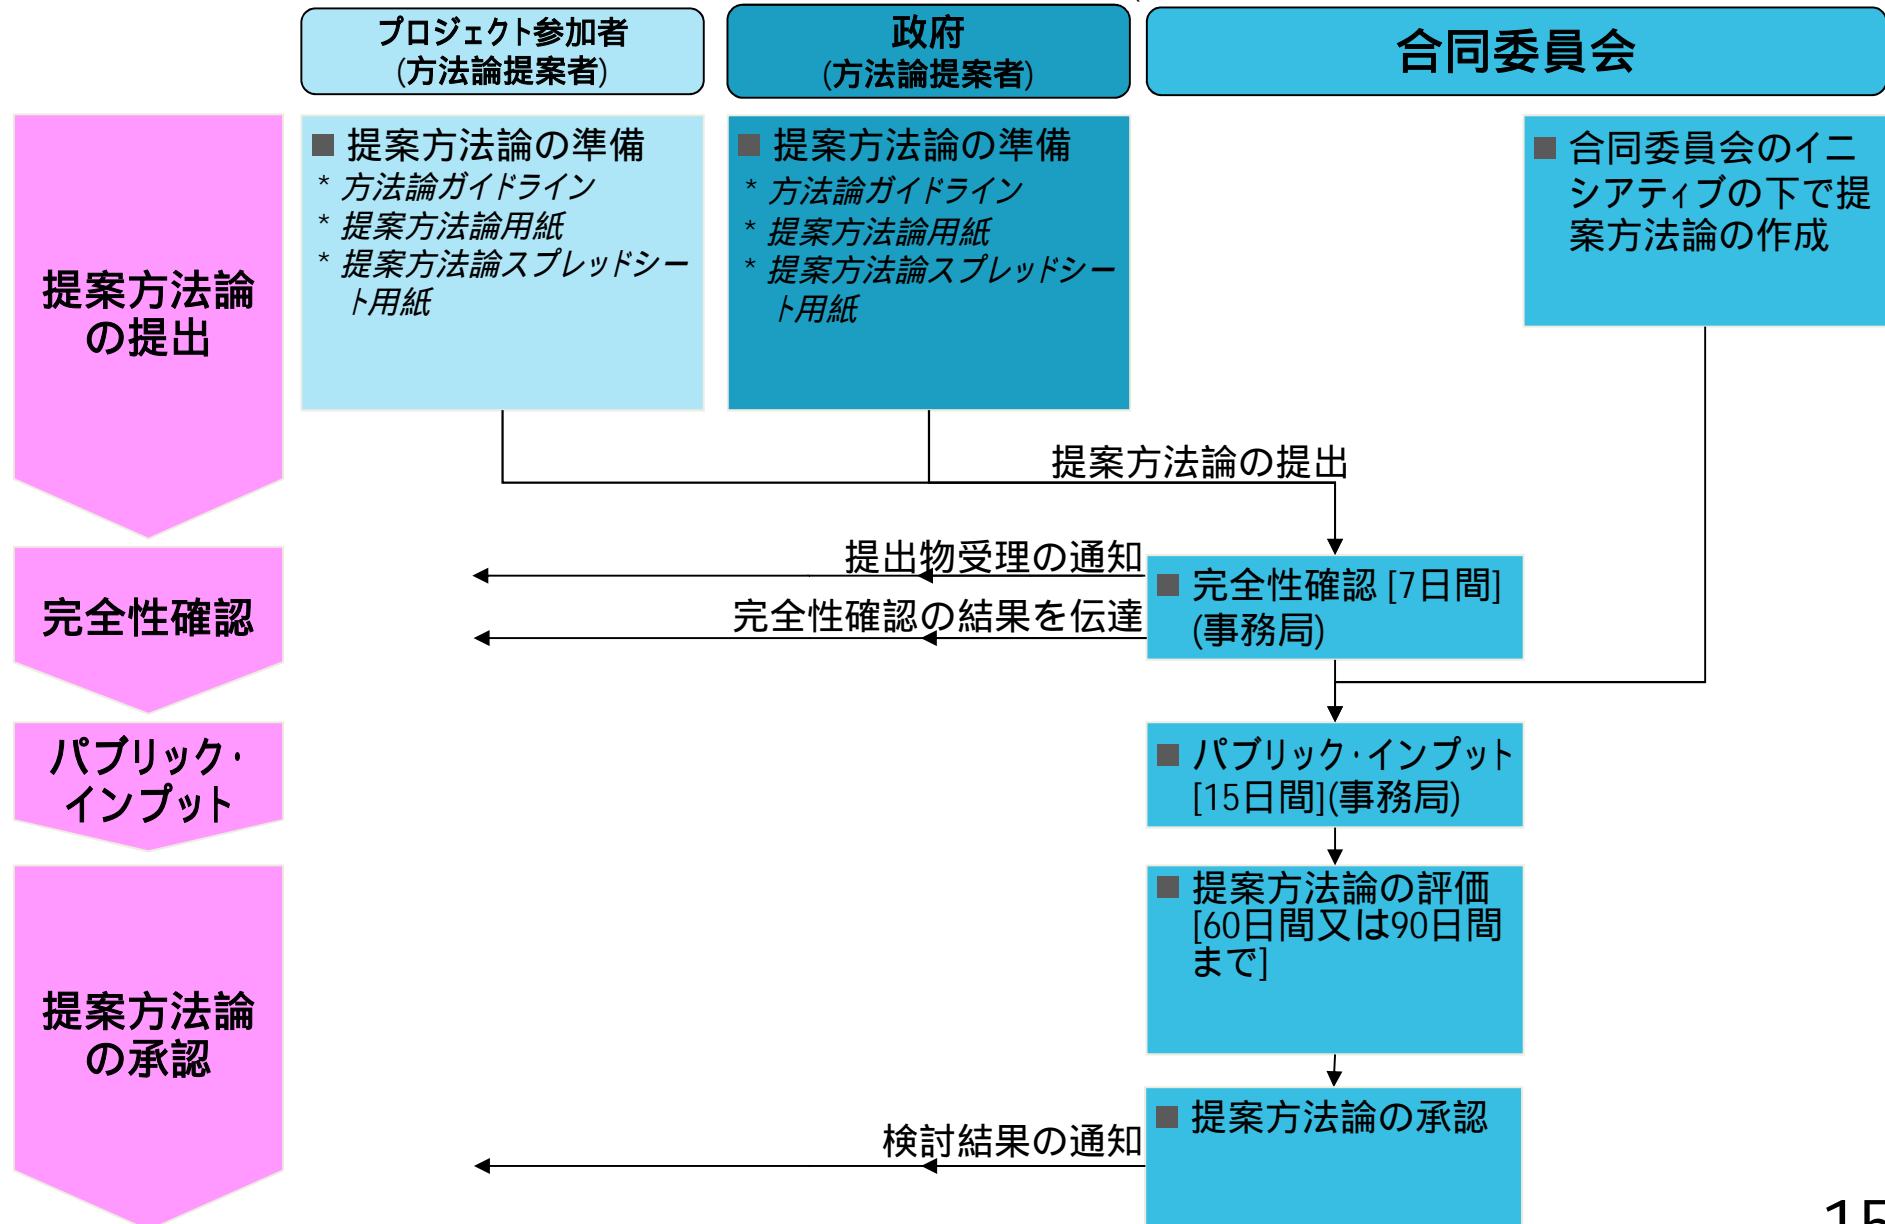 プロジェクト参加者
(方法論提案者)
政府
(方法論提案者)
合同委員会
提案方法論
の提出
■ 提案方法論の準備
* 方法論ガイドライン
* 提案方法論用紙
* 提案方法論スプレッドシー
ト用紙
■ 提案方法論の準備
* 方法論ガイドライン
* 提案方法論用紙
* 提案方法論スプレッドシー
ト用紙
■ 合同委員会のイニ
シアティブの下で提
案方法論の作成
提案方法論の提出
完全性確認
提出物受理の通知
完全性確認の結果を伝達
■ 完全性確認 [7日間]
(事務局)
パブリック・
インプット
■ パブリック・インプット
[15日間](事務局)
提案方法論
の承認
■ 提案方法論の評価
[60日間又は90日間
まで]
検討結果の通知
■ 提案方法論の承認
15